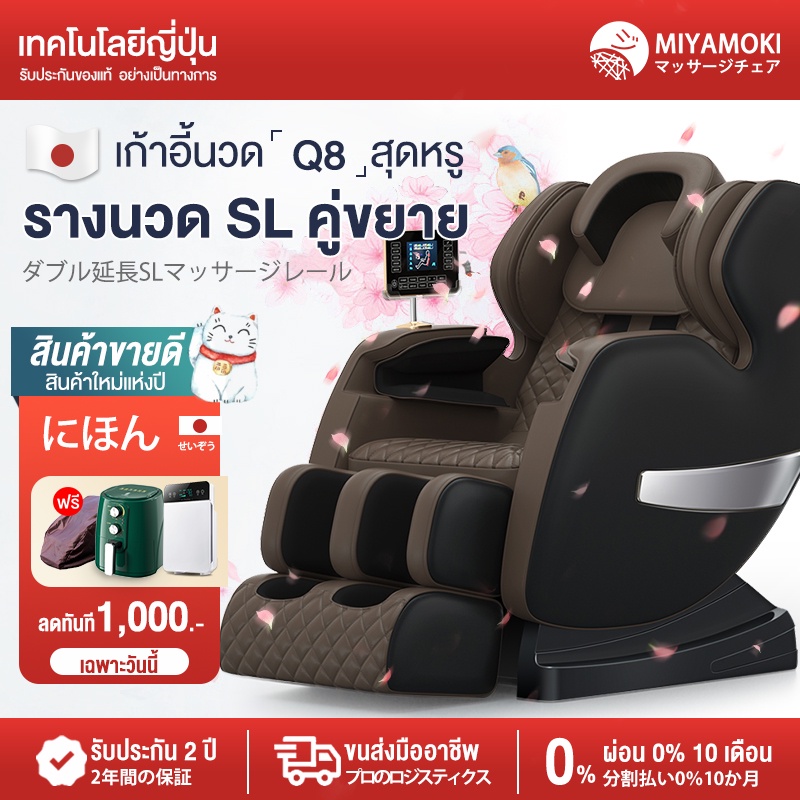 เทคโนโลยีญี่ปุ่น
รับประกันของแท้ อย่างเป็นทางการ
MIYAMOKI
マッサージチェア
เก้าอี้นวด「Q8」สุดหรู
รางนวด SL คู่ขยาย
ダブル延長SLマッサージレール
สินค้าขายดี
สินค้าใหม่แห่งปี
にほん
せいぞう
ฟรี
ลดทันที 1,000.-
เฉพาะวันนี้
รับประกัน 2 ปี
2年間の保証
ขนส่งมืออาชีพ
プロのロジスティクス
0%
ผ่อน 0% 10 เดือน
分割払い0%10か月